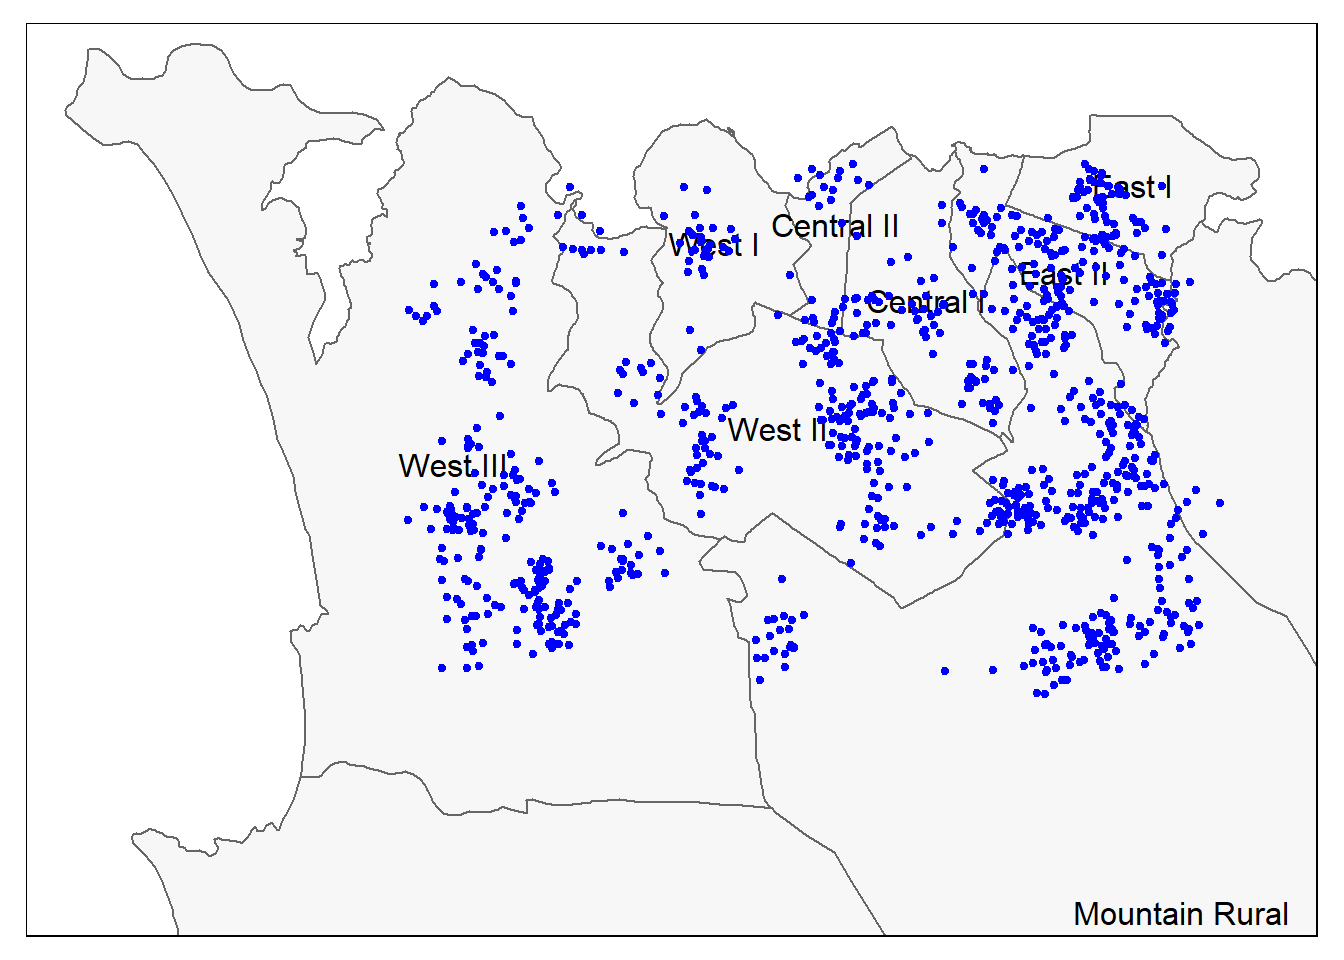 East I
Central II
West I
East II
Central I
West II
West III
Mountain Rural